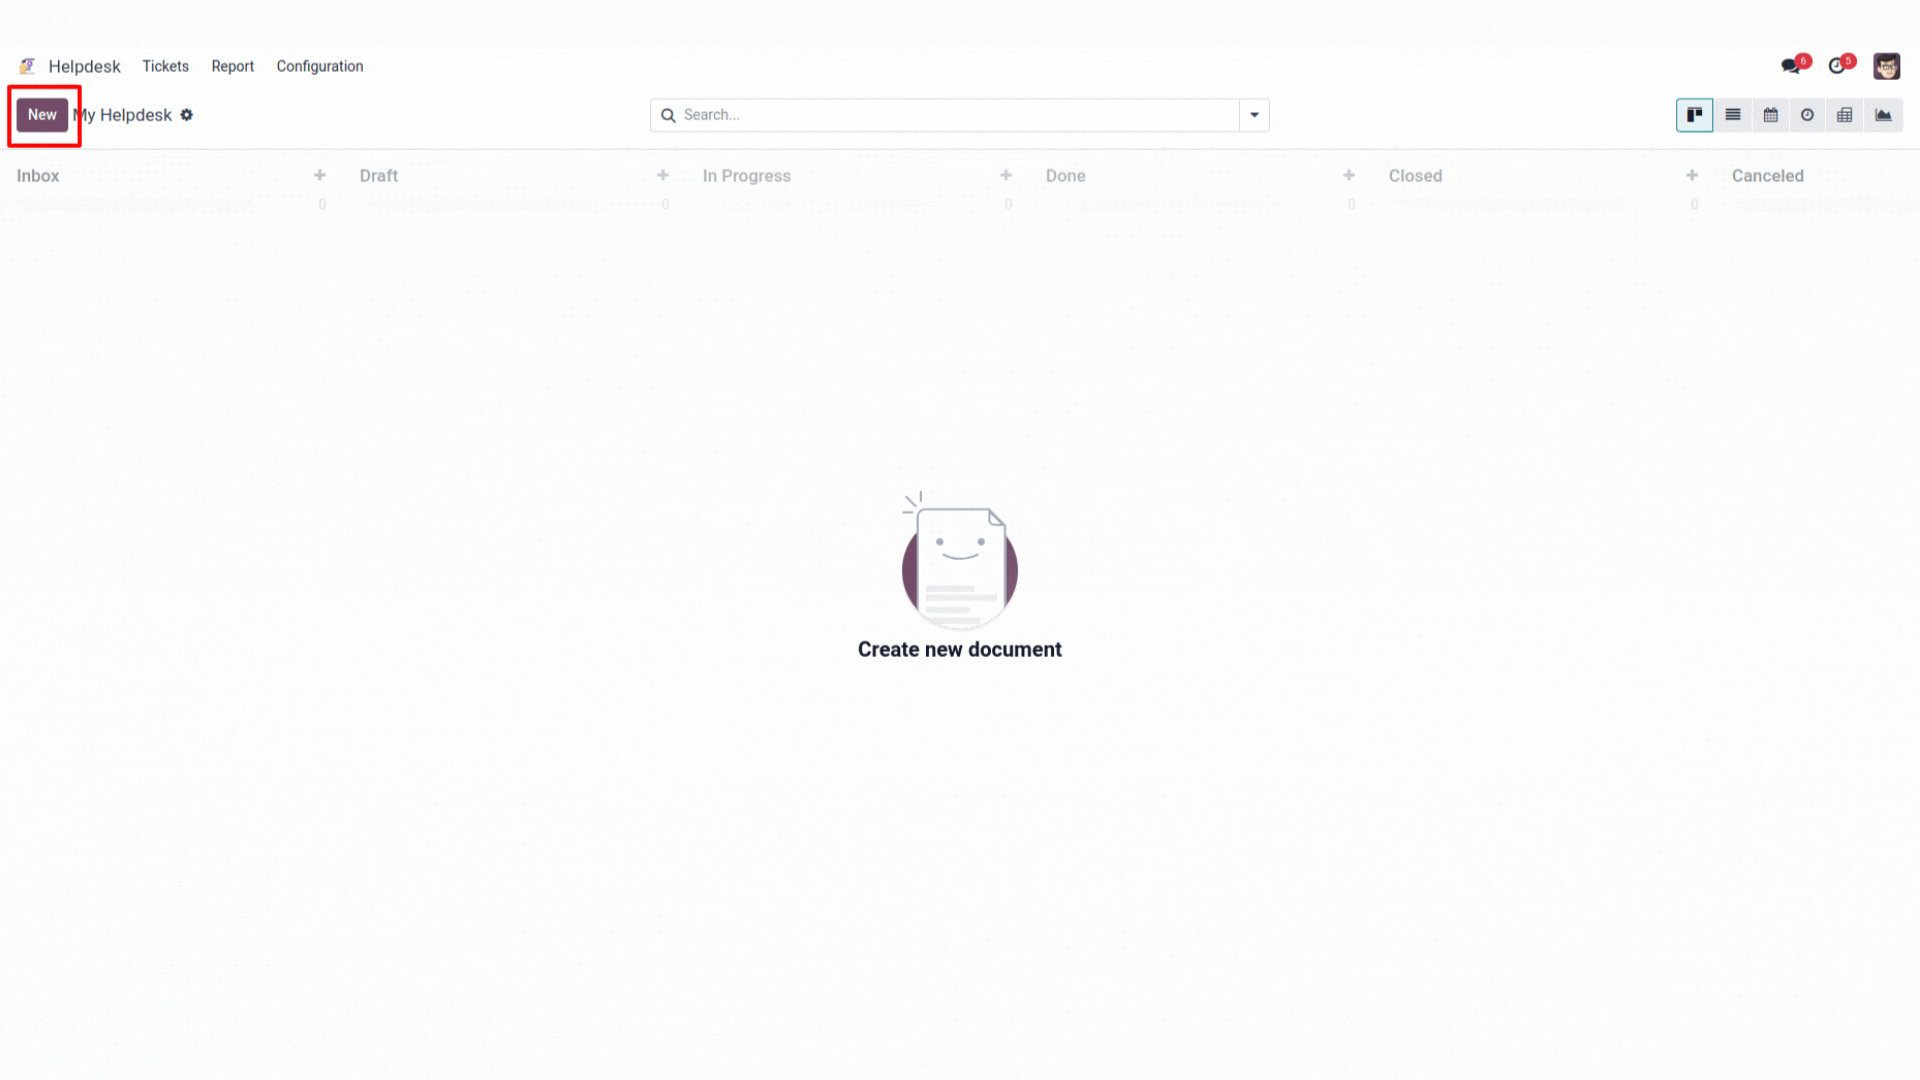 Helpdesk Tickets Report Configuration 6 5
New My Helpdesk Search...
Inbox Draft In Progress Done Closed Canceled
0 0 0 0 0
Create new document